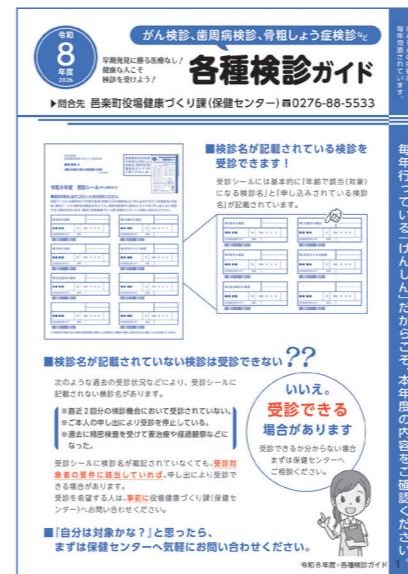 令和
8
年度
2026
がん検診、歯周病検診、骨粗しょう症検診など
早期発見に勝る医療なし！
健康な人こそ
検診を受けよう！
各種検診ガイド
▶問合先 邑楽町役場健康づくり課（保健センター）☎0276-88-5533
■検診名が記載されている検診を
受診できます！
受診シールには基本的に「年齢で該当(対象)
になる検診名」と「申し込みされている検診
名」が記載されています。
令和8年度 受診シール
■検診名が記載されていない検診は受診できない??
次のような過去の受診状況などにより、受診シールに
記載されない検診名があります。
※直近2回分の検診機会において受診されていない。
※ご本人の申し出により受診を停止している。
※過去に精密検査を受けて要治療や経過観察などに
なった。
受診シールに検診名が載記されていなくても、受診対
象者の要件に該当していれば、申し出により受診で
きる場合があります。
受診を希望する人は、事前に役場健康づくり課(保健セ
ンター)へお問い合わせください。
いいえ。
受診できる
場合があります
受診できるか分からない場合
まずは保健センターへ
ご相談ください。
■『自分は対象かな？』と思ったら、
まずは保健センターへ気軽にお問い合わせください。
毎年行っている「けんしん」だからこそ、本年度の内容をご確認ください
令和8年度・各種検診ガイド 1